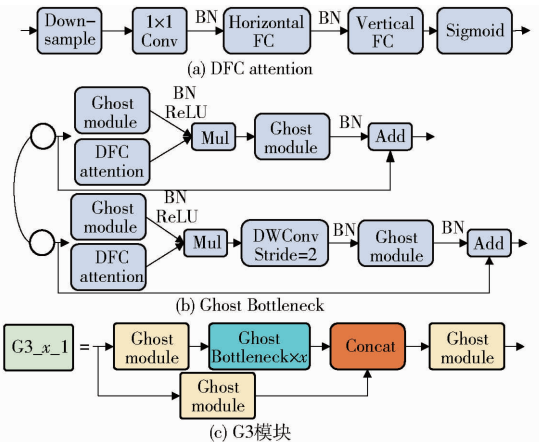 Down-
sample
1×1
Conv
BN
Horizontal
FC
BN
Vertical
FC
Sigmoid
(a) DFC attention
Ghost
module
BN
ReLU
DFC
attention
Mul
Ghost
module
BN
Add
Ghost
module
BN
ReLU
DFC
attention
Mul
DWConv
Stride=2
BN
Ghost
module
BN
Add
(b) Ghost Bottleneck
G3_x_1
=
Ghost
module
Ghost
Bottleneck×x
Concat
Ghost
module
Ghost
module
(c) G3模块